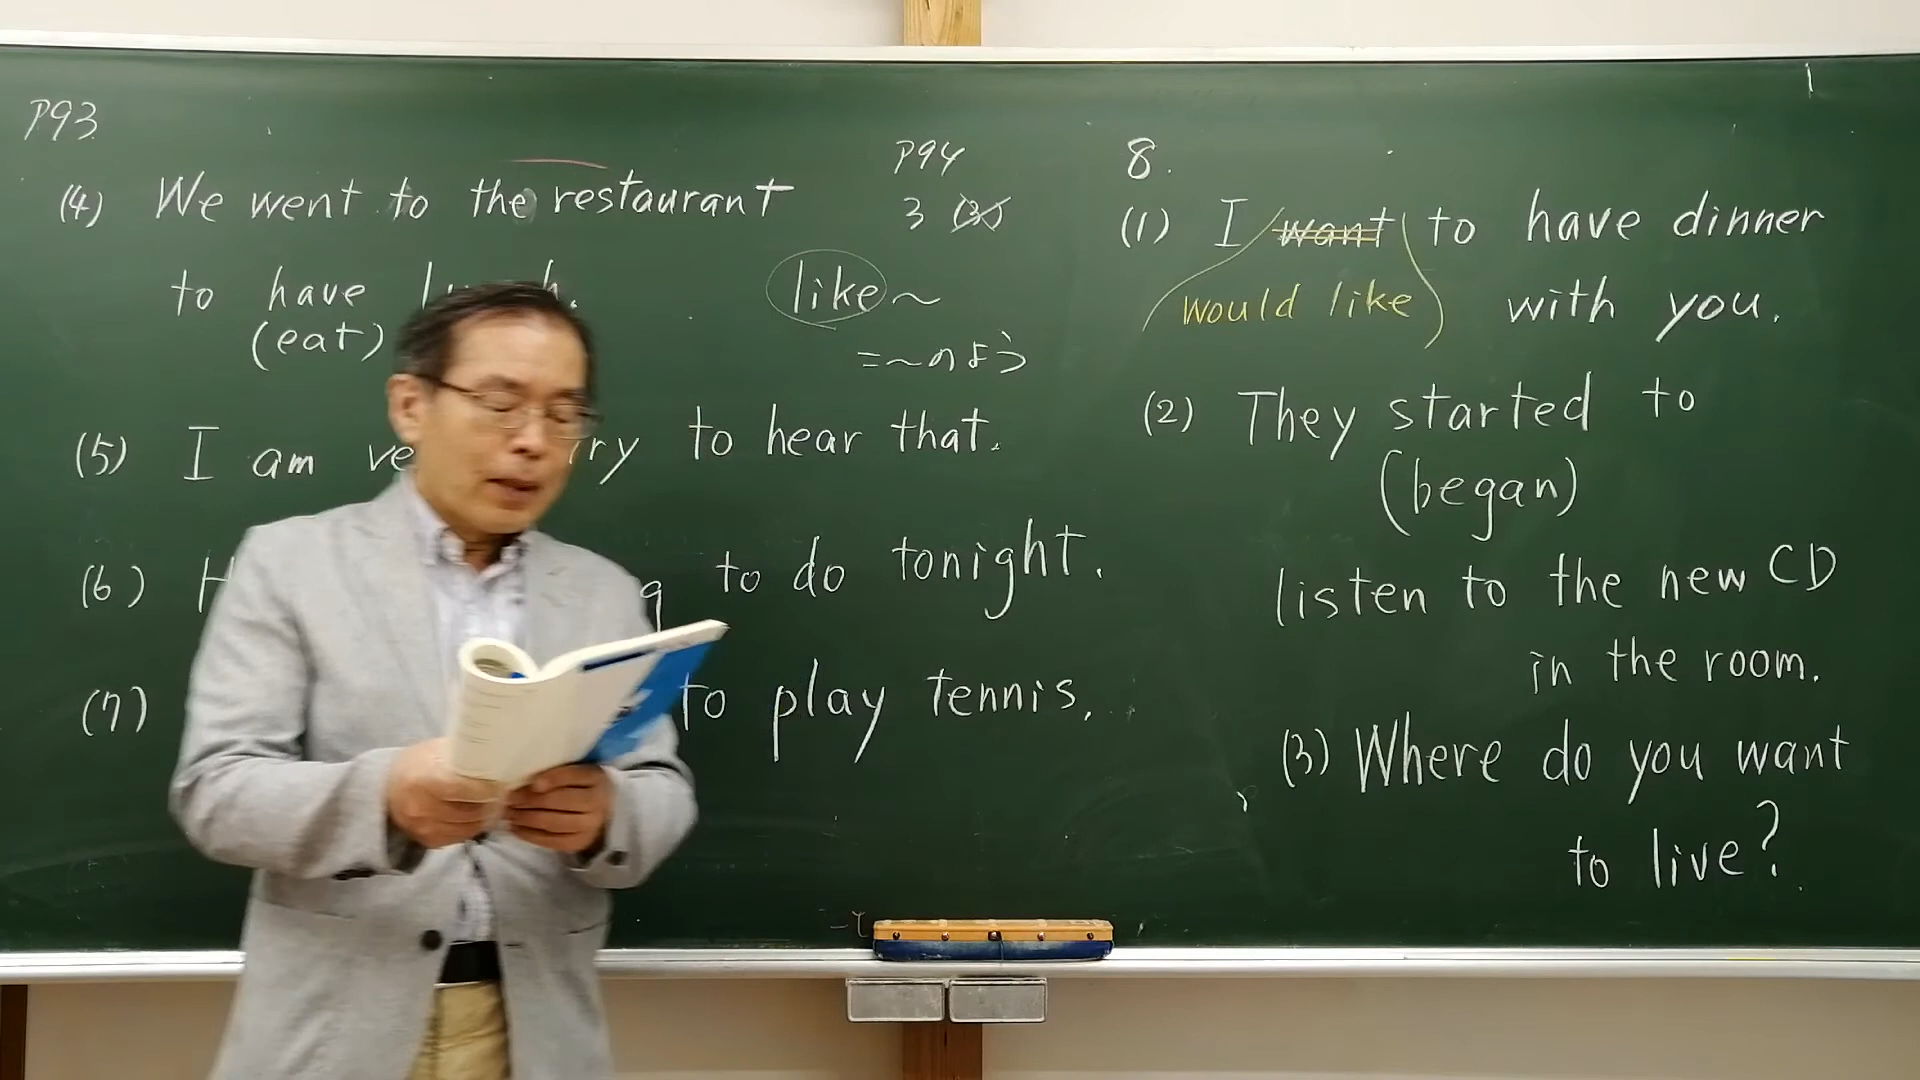 P93
(4) We went to the restaurant
to have
(eat)
(5) I am to hear that.
(6) to do tonight.
(7) to play tennis.
P94
3 (3)
like ~
= ~のよう
8.
(1) I want to have dinner
would like with you.
(2) They started to
(began)
listen to the new CD
in the room.
(3) Where do you want
to live?